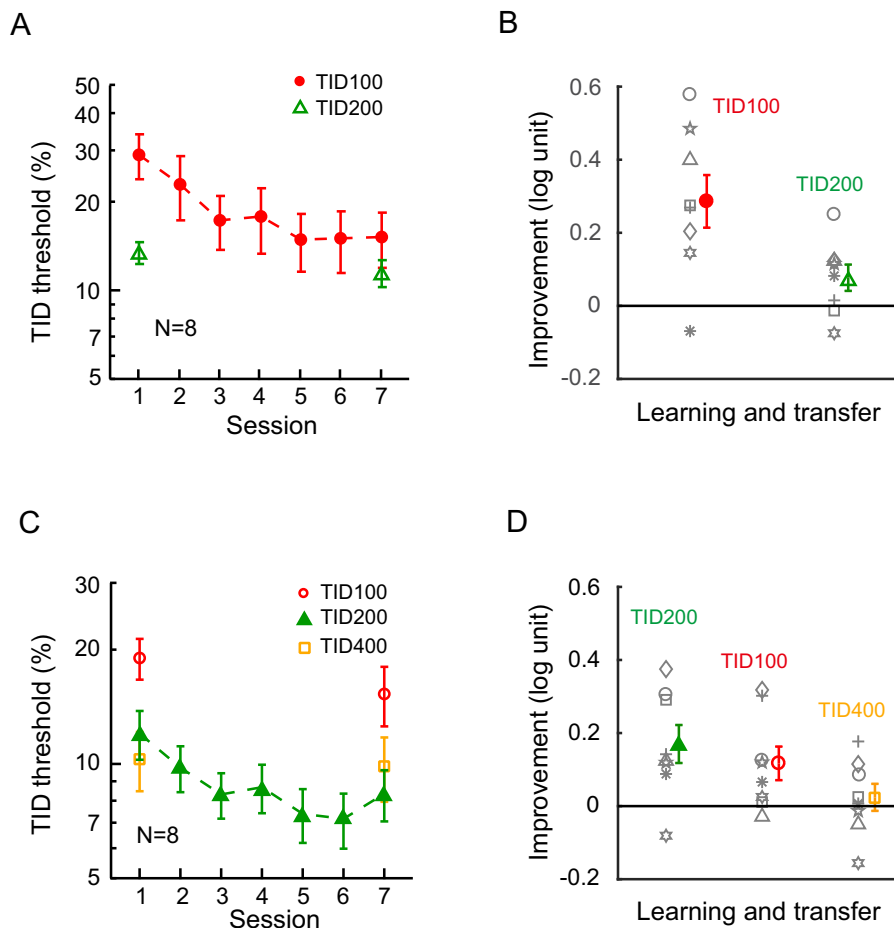 A
TID threshold (%)
50
40
30
20
10
7
5
TID100
TID200
N=8
1 2 3 4 5 6 7
Session
B
Improvement (log unit)
0.6
0.4
0.2
0
-0.2
TID100
TID200
Learning and transfer
C
TID threshold (%)
30
20
10
7
5
TID100
TID200
TID400
N=8
1 2 3 4 5 6 7
Session
D
Improvement (log unit)
0.6
0.4
0.2
0
-0.2
TID200
TID100
TID400
Learning and transfer